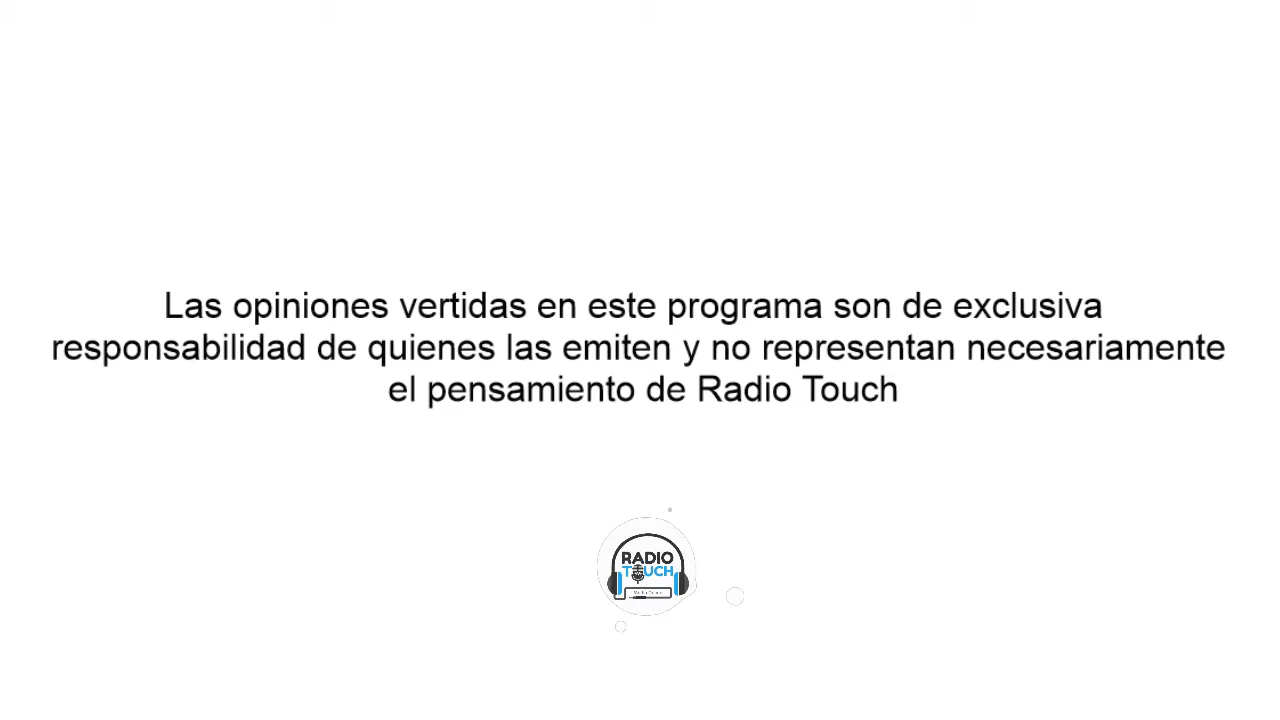 Las opiniones vertidas en este programa son de exclusiva
responsabilidad de quienes las emiten y no representan necesariamente
el pensamiento de Radio Touch
RADIO
TOUCH